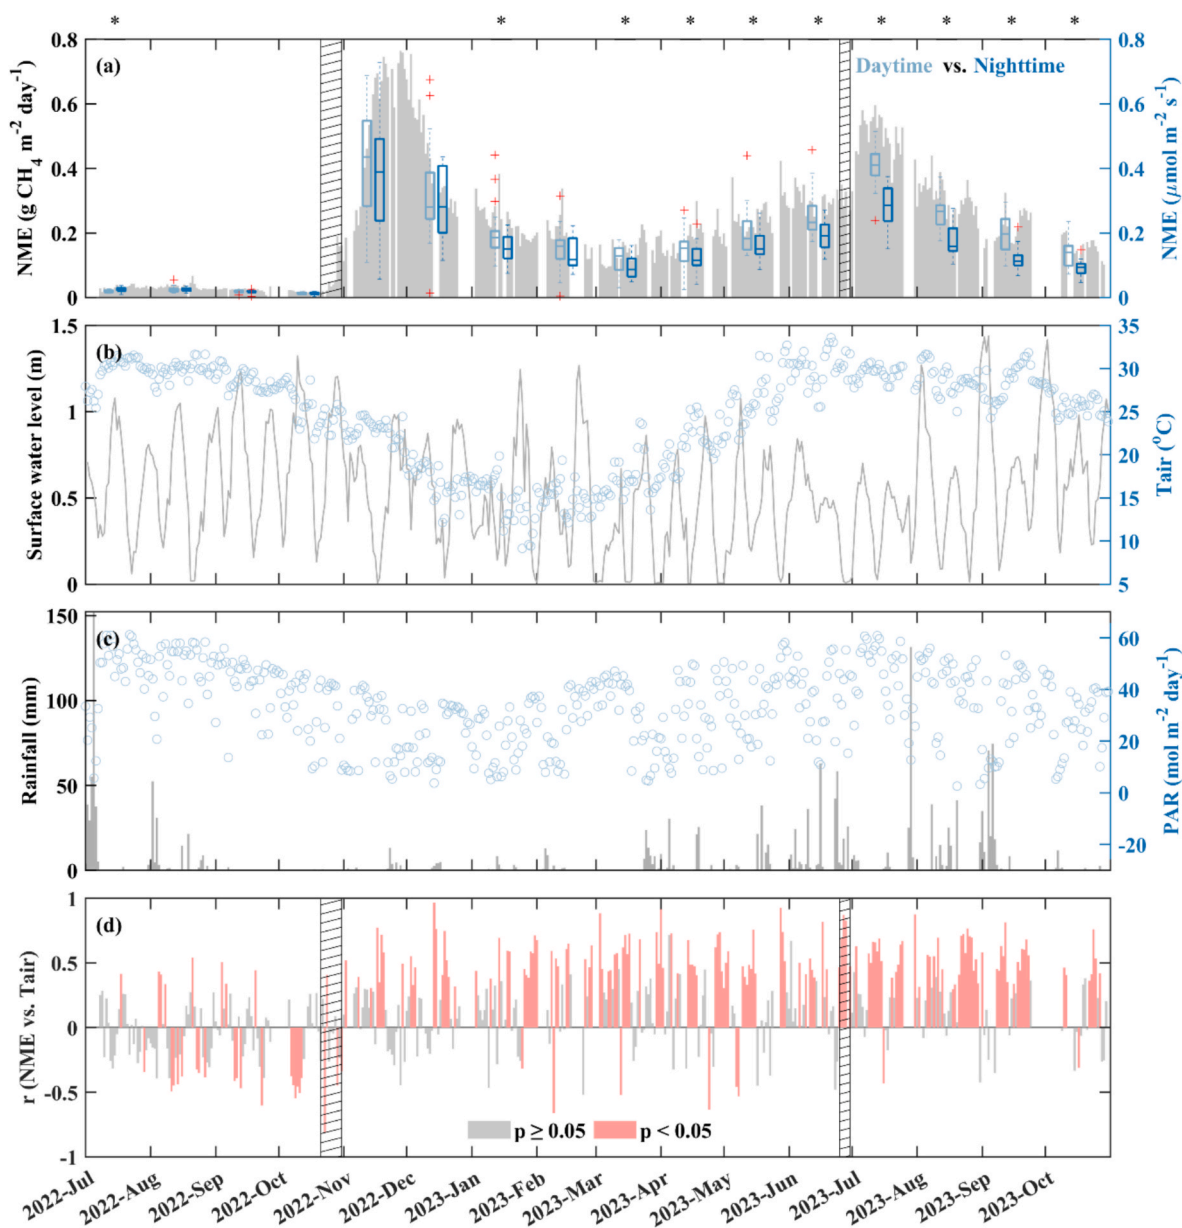 * * * * * * * * * * *
(a)
Daytime vs. Nighttime
NME (g CH4 m-2 day-1)
0.8
0.6
0.4
0.2
0
NME (μmol m-2 s-1)
0.8
0.6
0.4
0.2
0
(b)
Surface water level (m)
1.5
1
0.5
0
Tair (oC)
35
30
25
20
15
10
5
(c)
Rainfall (mm)
150
100
50
0
PAR (mol m-2 day-1)
60
40
20
0
-20
(d)
r (NME vs. Tair)
1
0.5
0
-0.5
-1
p ≥ 0.05 p < 0.05
2022-Jul 2022-Aug 2022-Sep 2022-Oct 2022-Nov 2022-Dec 2023-Jan 2023-Feb 2023-Mar 2023-Apr 2023-May 2023-Jun 2023-Jul 2023-Aug 2023-Sep 2023-Oct